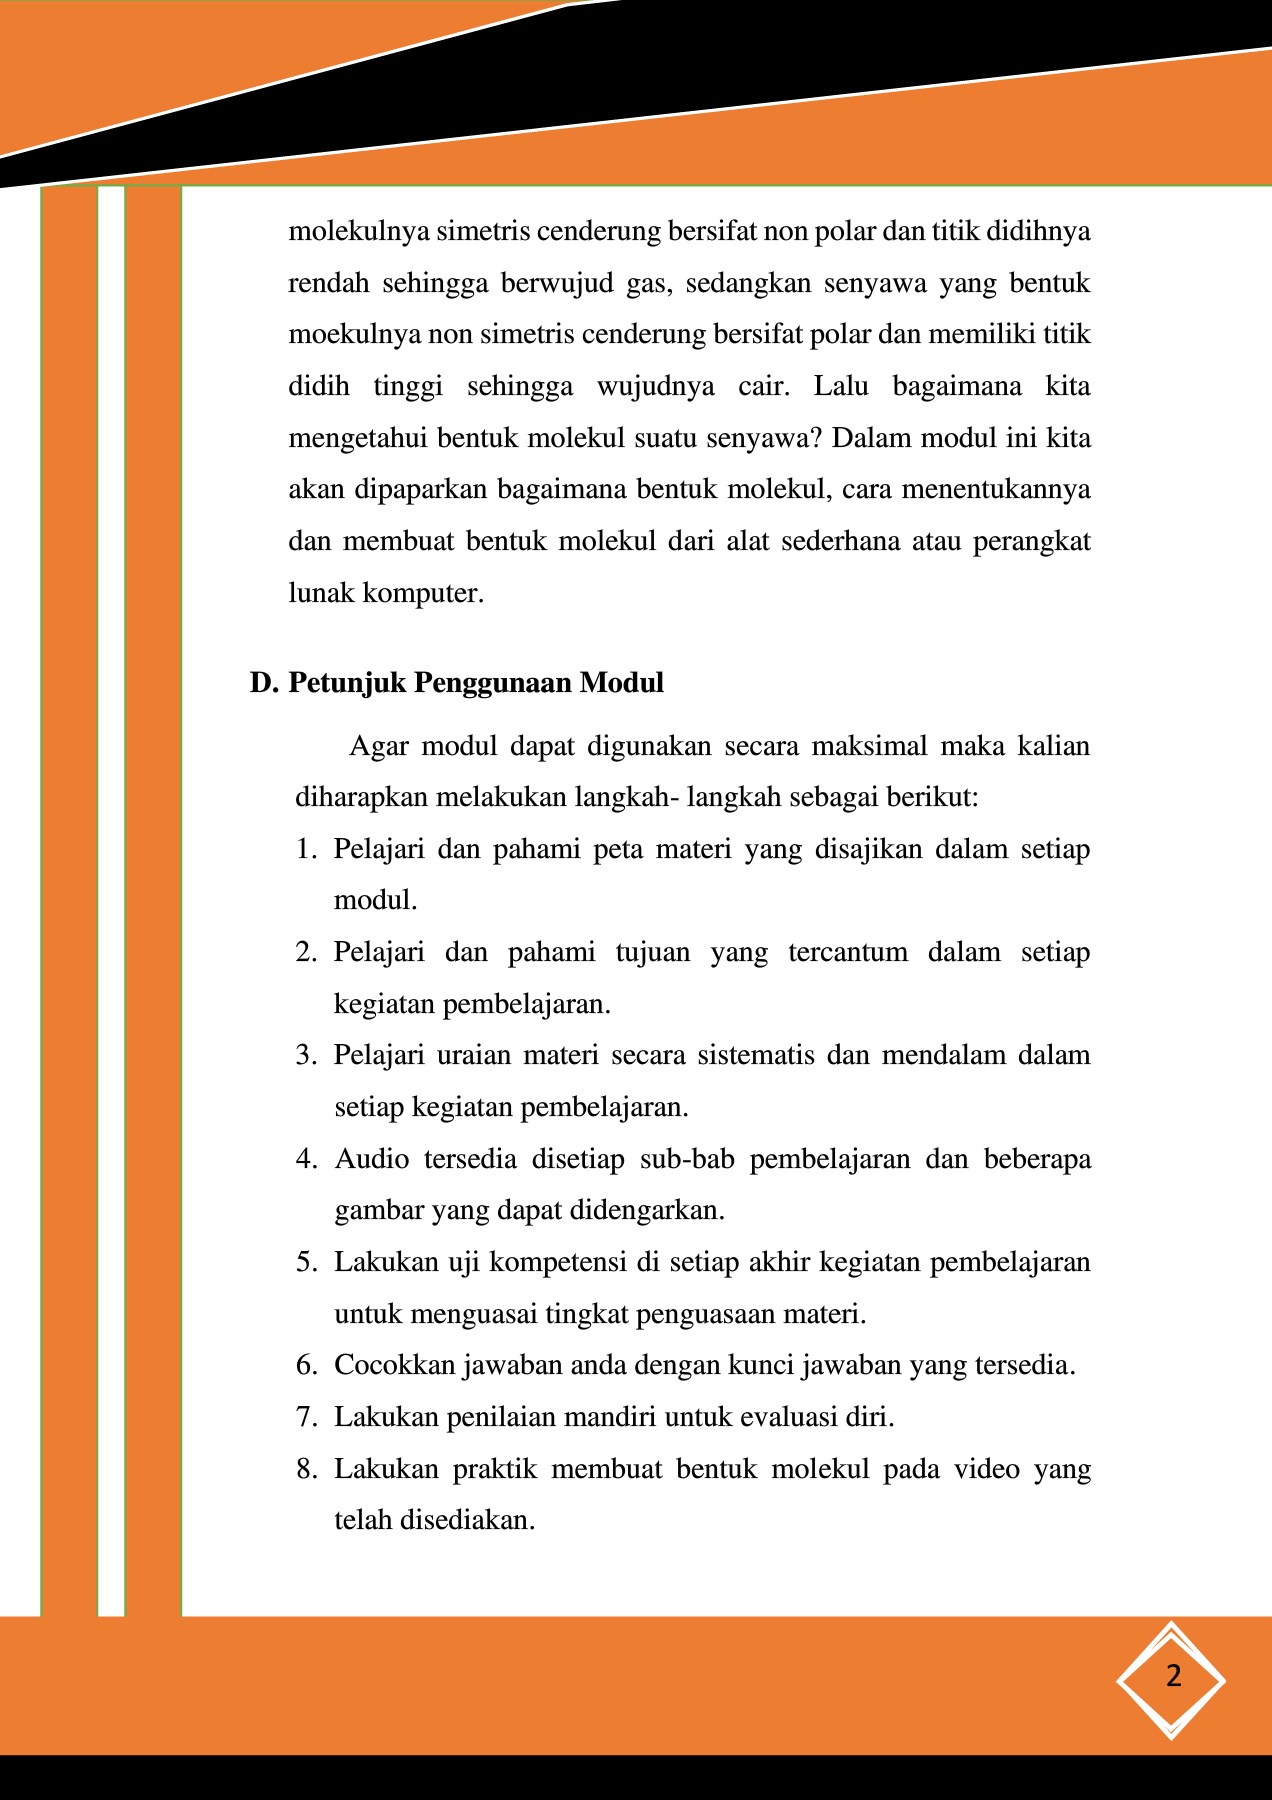 molekulnya simetris cenderung bersifat non polar dan titik didihnya
rendah sehingga berwujud gas, sedangkan senyawa yang bentuk
moekulnya non simetris cenderung bersifat polar dan memiliki titik
didih tinggi sehingga wujudnya cair. Lalu bagaimana kita
mengetahui bentuk molekul suatu senyawa? Dalam modul ini kita
akan dipaparkan bagaimana bentuk molekul, cara menentukannya
dan membuat bentuk molekul dari alat sederhana atau perangkat
lunak komputer.
D. Petunjuk Penggunaan Modul
Agar modul dapat digunakan secara maksimal maka kalian
diharapkan melakukan langkah- langkah sebagai berikut:
1. Pelajari dan pahami peta materi yang disajikan dalam setiap
modul.
2. Pelajari dan pahami tujuan yang tercantum dalam setiap
kegiatan pembelajaran.
3. Pelajari uraian materi secara sistematis dan mendalam dalam
setiap kegiatan pembelajaran.
4. Audio tersedia disetiap sub-bab pembelajaran dan beberapa
gambar yang dapat didengarkan.
5. Lakukan uji kompetensi di setiap akhir kegiatan pembelajaran
untuk menguasai tingkat penguasaan materi.
6. Cocokkan jawaban anda dengan kunci jawaban yang tersedia.
7. Lakukan penilaian mandiri untuk evaluasi diri.
8. Lakukan praktik membuat bentuk molekul pada video yang
telah disediakan.
2